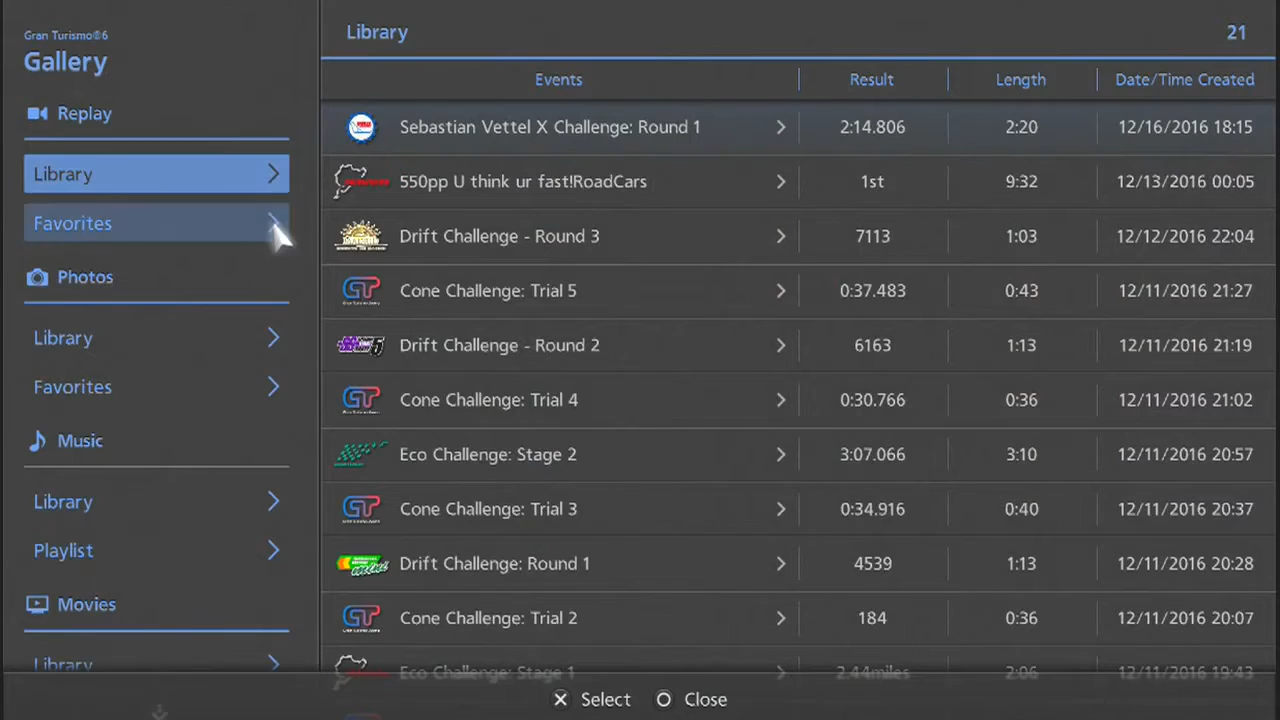 Gran Turismo®6
Gallery
Replay
Library
Favorites
Photos
Library
Favorites
Music
Library
Playlist
Movies
Library
Library 21
Events Result Length Date/Time Created
Sebastian Vettel X Challenge: Round 1 2:14.806 2:20 12/16/2016 18:15
550pp U think ur fast!RoadCars 1st 9:32 12/13/2016 00:05
Drift Challenge - Round 3 7113 1:03 12/12/2016 22:04
Cone Challenge: Trial 5 0:37.483 0:43 12/11/2016 21:27
Drift Challenge - Round 2 6163 1:13 12/11/2016 21:19
Cone Challenge: Trial 4 0:30.766 0:36 12/11/2016 21:02
Eco Challenge: Stage 2 3:07.066 3:10 12/11/2016 20:57
Cone Challenge: Trial 3 0:34.916 0:40 12/11/2016 20:37
Drift Challenge: Round 1 4539 1:13 12/11/2016 20:28
Cone Challenge: Trial 2 184 0:36 12/11/2016 20:07
Eco Challenge: Stage 1 2.44miles 2:06 12/11/2016 19:43
Select Close